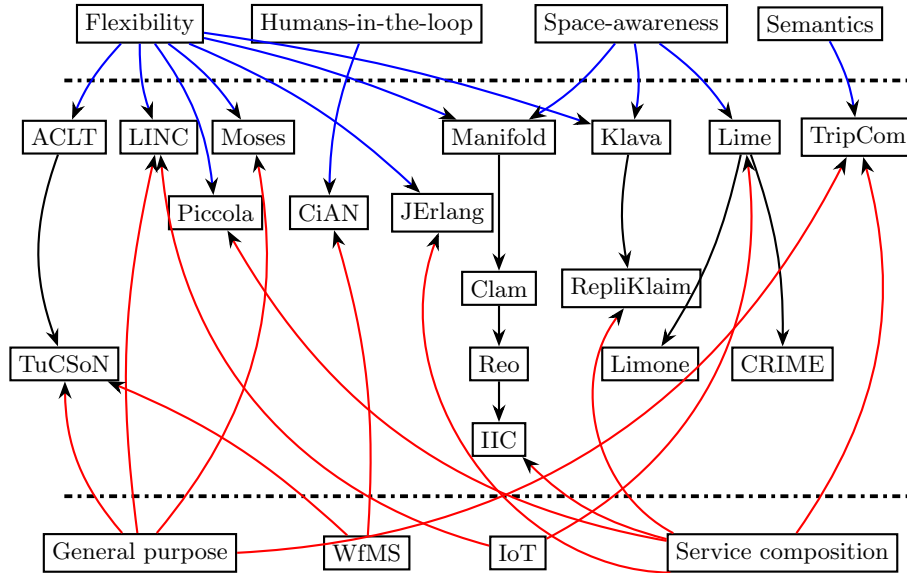 Flexibility
Humans-in-the-loop
Space-awareness
Semantics
ACLT
LINC
Moses
Manifold
Klava
Lime
TripCom
Piccola
CiAN
JErlang
Clam
RepliKlaim
TuCSoN
Reo
Limone
CRIME
IIC
General purpose
WfMS
IoT
Service composition